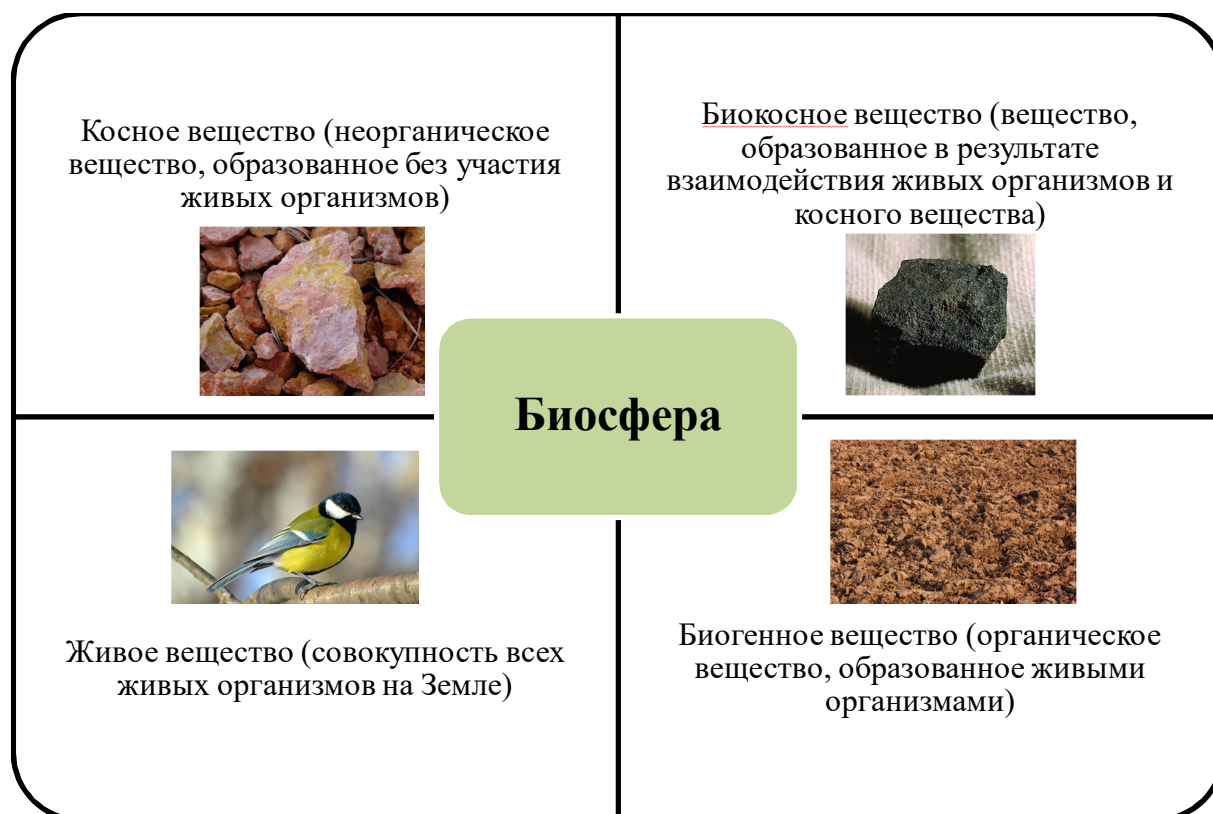 Косное вещество (неорганическое
вещество, образованное без участия
живых организмов)
Биокосное вещество (вещество,
образованное в результате
взаимодействия живых организмов и
косного вещества)
Биосфера
Живое вещество (совокупность всех
живых организмов на Земле)
Биогенное вещество (органическое
вещество, образованное живыми
организмами)